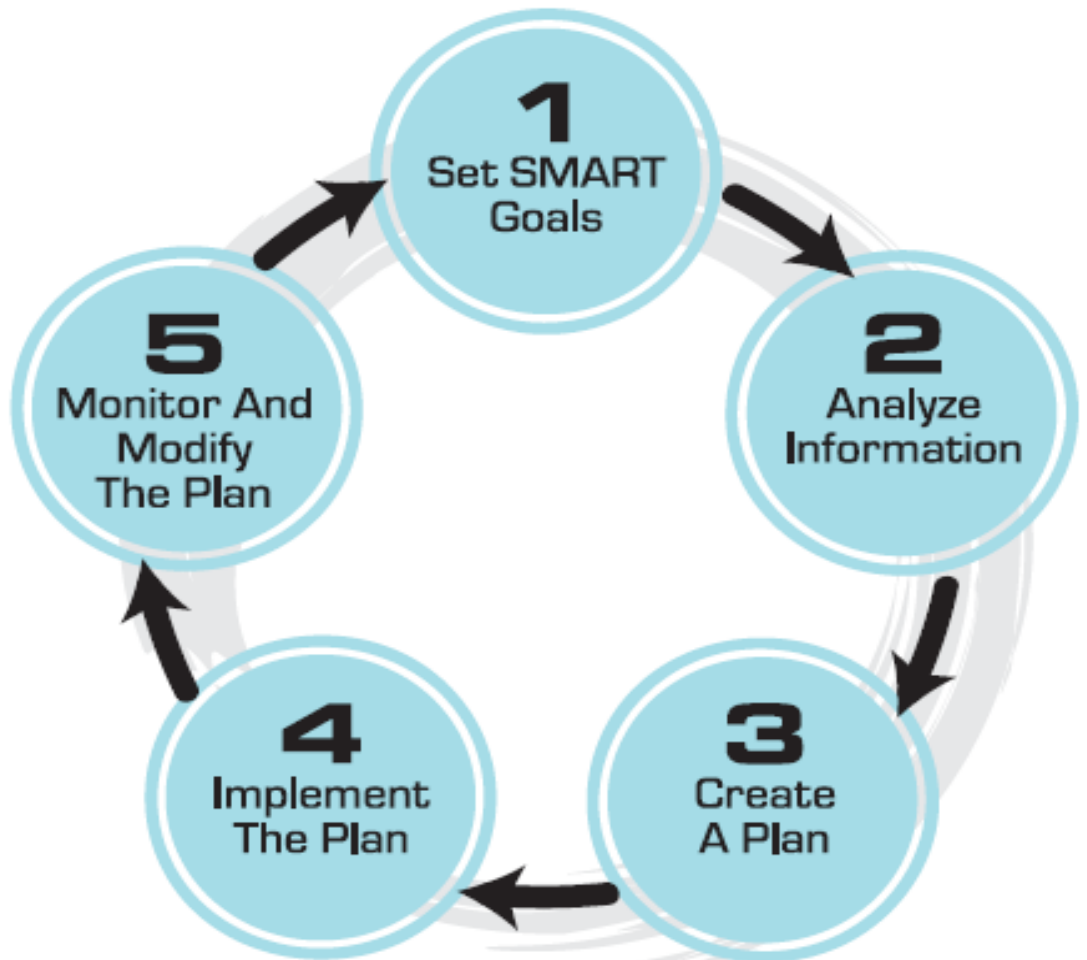 1
Set SMART
Goals
2
Analyze
Information
3
Create
A Plan
4
Implement
The Plan
5
Monitor And
Modify
The Plan